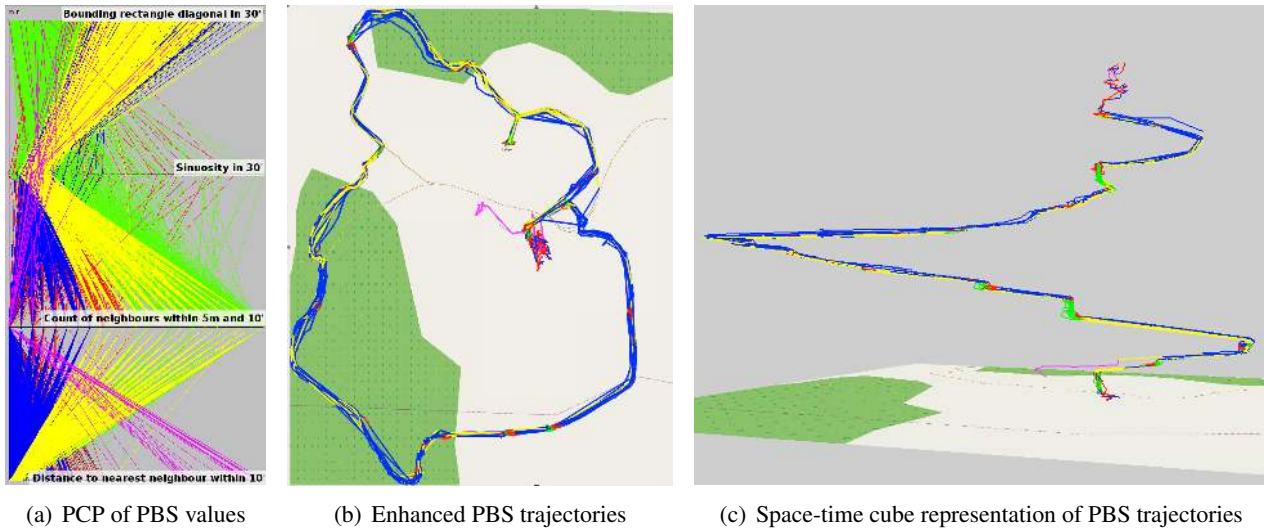 Bounding rectangle diagonal in 30'
Sinuosity in 30'
Count of neighbours within 5m and 10'
Distance to nearest neighbour within 10'
(a) PCP of PBS values
(b) Enhanced PBS trajectories
(c) Space-time cube representation of PBS trajectories